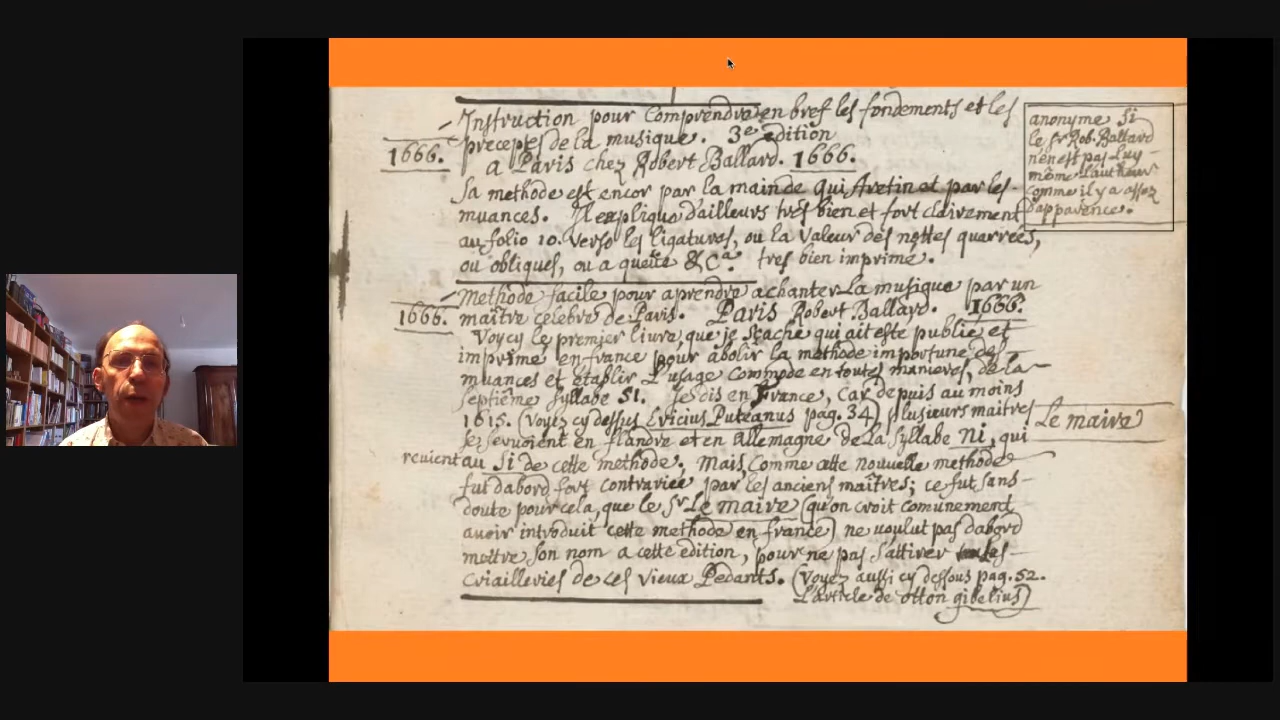 Instruction pour Comprendre en bref les fondements et les
preceptes de la musique. 3e edition
1666.
a Paris chez Robert Ballard. 1666.
anonyme si
le Sr Rob. Ballard
n'en est pas luy
même l'autheur
comme il y a assez
d'apparence.
Sa methode est encor par la main de gui Aretin et par les
muances. Il explique d'ailleurs tres bien et fort clairement
au folio 10. verso les ligatures, ou la valeur des nottes quarrées,
ou obliques, ou a queüe &Ca. tres bien imprimé.
Methode facile pour aprendre a chanter la musique par un
1666.
maître celebre de Paris. Paris Robert Ballard. 1666.
Voycy le premier livre que je sçache qui ait esté publié et
imprimé en france pour abolir la methode importune des
muances et etablir l'usage commode en toutes manieres, de la
septiême syllabe SI. Je dis en France, Car depuis au moins
1615. (Voyez cy dessus Ericius Puteanus pag. 34) plusieurs maitres
Le maire
se servoient en flandre et en Allemagne de la syllabe Ni, qui
revient au Si de cette methode. Mais Comme cette nouvelle methode
fut dabord fort contrariée par les anciens maîtres; ce fut sans
doute pour cela, que le Sr Le maire (qu'on croit comunement
avoir introduit cette methode en france) ne voulut pas dabord
mettre son nom a cette edition, pour ne pas s'attirer les
criailleries de ces vieux Pedants. (Voyez aussi cy dessous pag. 52.
L'article de otton gibelius)